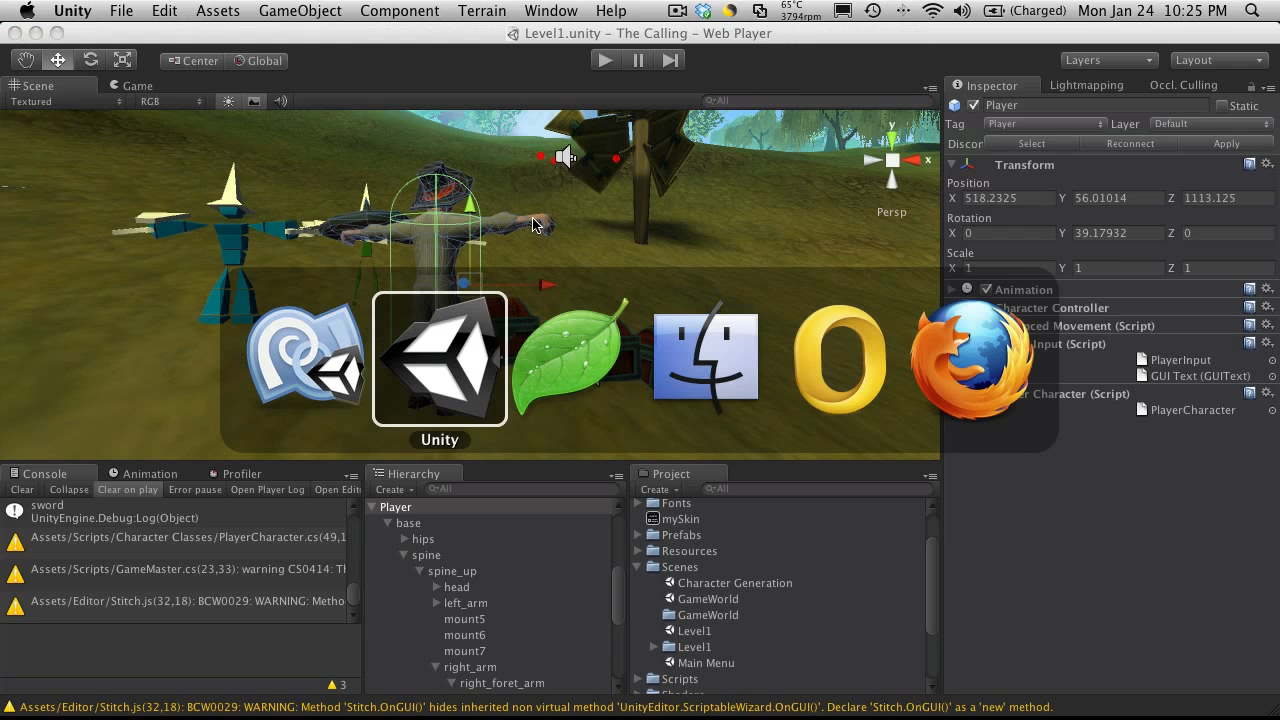 Unity File Edit Assets GameObject Component Terrain Window Help 65°C 3794rpm (Charged) Mon Jan 24 10:25 PM
Level1.unity - The Calling - Web Player
Center Global Layers Layout
Scene Game
Textured RGB All
y
x
Persp
Inspector Lightmapping Occl. Culling
Player Static
Tag Player Layer Default
Select Reconnect Apply
Transform
Position
X 518.2325 Y 56.01014 Z 1113.125
Rotation
X 0 Y 39.17932 Z 0
Scale
X 1 Y 1 Z 1
Animation
Character Controller
Movement (Script)
Input (Script)
PlayerInput
GUI Text (GUIText)
Character (Script)
PlayerCharacter
Unity
Console Animation Profiler
Clear Collapse Clear on play Error pause Open Player Log Open Edit
sword
UnityEngine.Debug:Log(Object)
Assets/Scripts/Character Classes/PlayerCharacter.cs(49,1
Assets/Scripts/GameMaster.cs(23,33): warning CS0414: Th
Assets/Editor/Stitch.js(32,18): BCW0029: WARNING: Metho
3
Hierarchy
Create All
Player
base
hips
spine
spine_up
head
left_arm
mount5
mount6
mount7
right_arm
right_foret_arm
Project
Create All
Fonts
mySkin
Prefabs
Resources
Scenes
Character Generation
GameWorld
GameWorld
Level1
Level1
Main Menu
Scripts
Assets/Editor/Stitch.js(32,18): BCW0029: WARNING: Method 'Stitch.OnGUI()' hides inherited non virtual method 'UnityEditor.ScriptableWizard.OnGUI()'. Declare 'Stitch.OnGUI()' as a 'new' method.